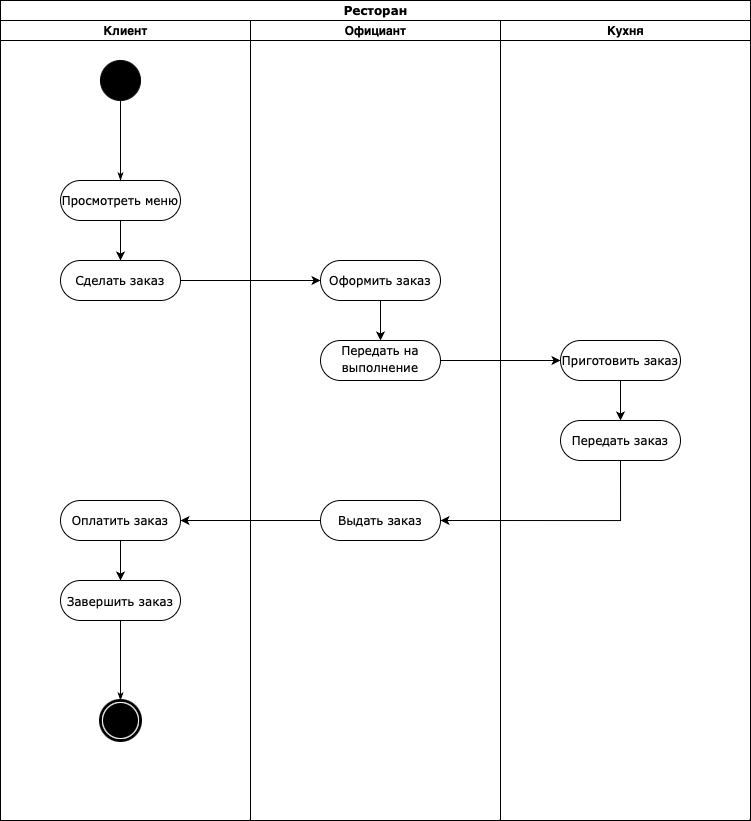 Ресторан
Клиент
Официант
Кухня
Просмотреть меню
Сделать заказ
Оформить заказ
Передать на
выполнение
Приготовить заказ
Передать заказ
Оплатить заказ
Выдать заказ
Завершить заказ